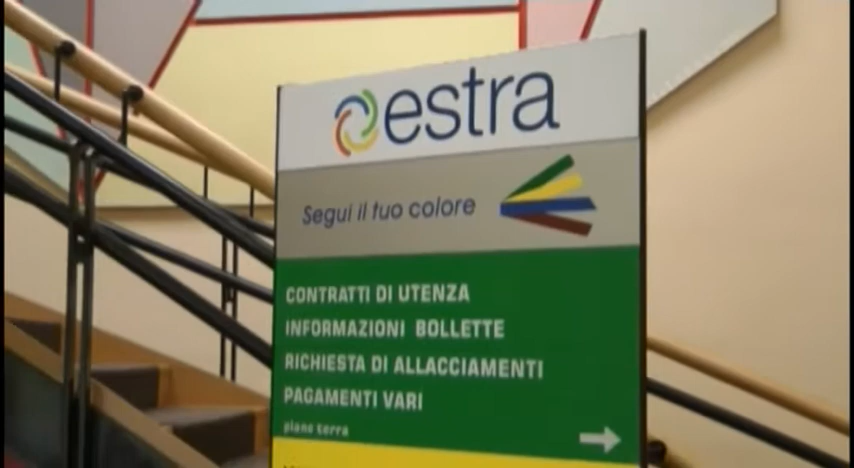 estra
Segui il tuo colore
CONTRATTI DI UTENZA
INFORMAZIONI BOLLETTE
RICHIESTA DI ALLACCIAMENTI
PAGAMENTI VARI
piano terra